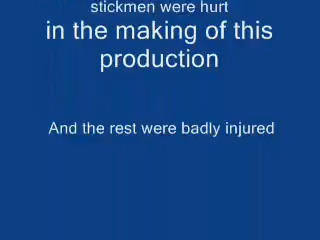 stickmen were hurt
in the making of this
production
And the rest were badly injured